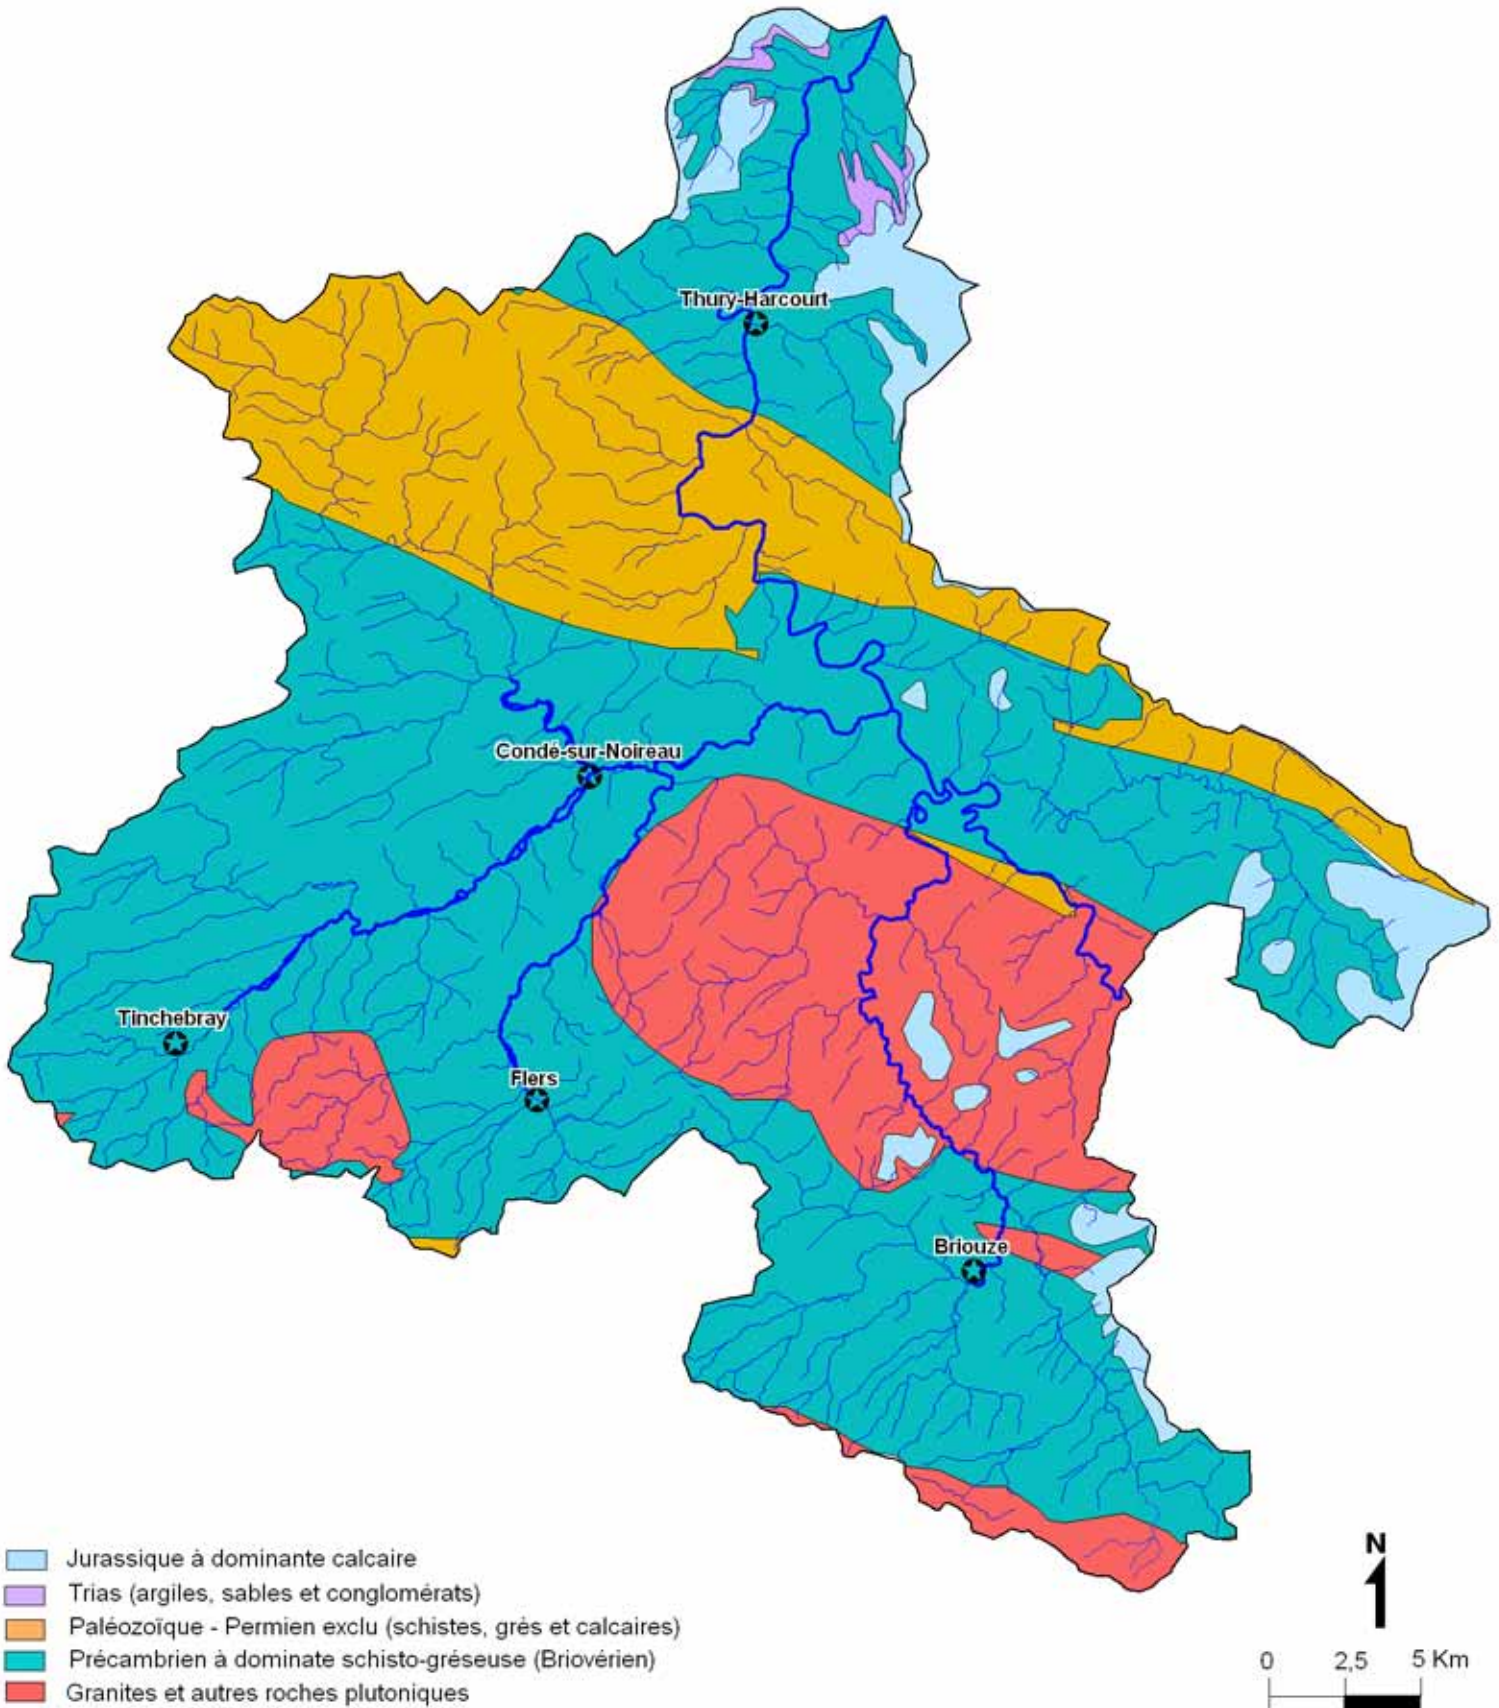 Thury-Harcourt
Condé-sur-Noireau
Tinchebray
Flers
Briouze
Jurassique à dominante calcaire
Trias (argiles, sables et conglomérats)
Paléozoïque - Permien exclu (schistes, grès et calcaires)
Précambrien à dominate schisto-gréseuse (Briovérien)
Granites et autres roches plutoniques
N
0 2,5 5 Km